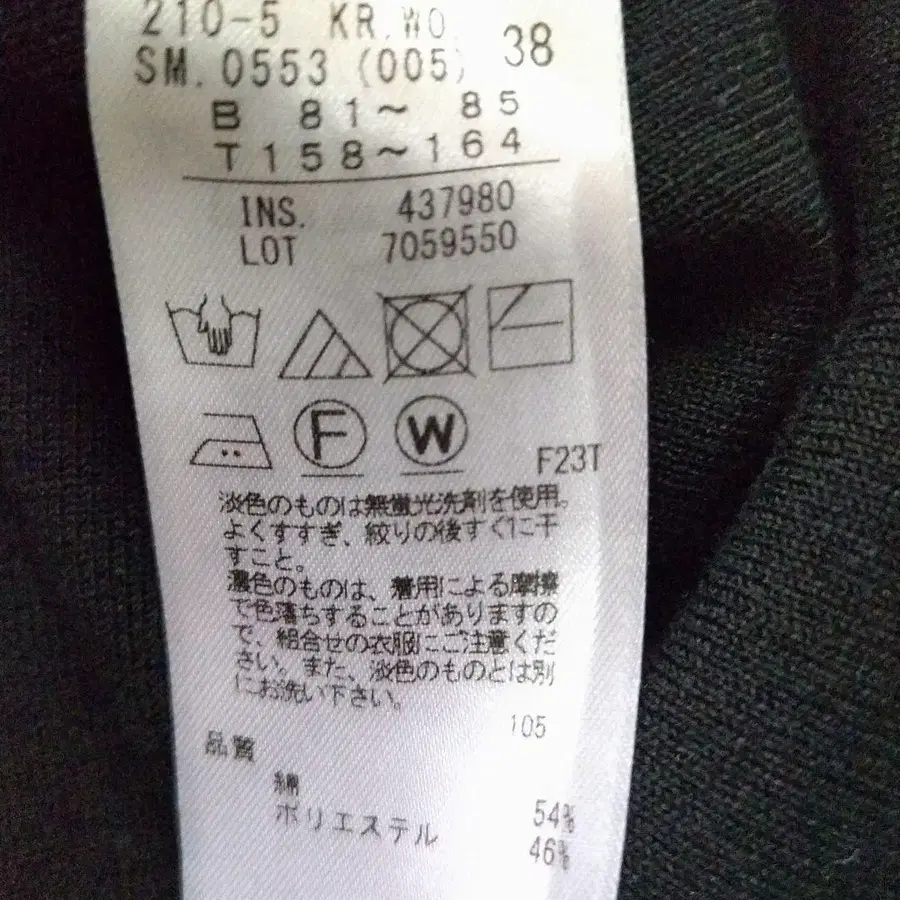 210-5 KR.WO
38
SM.0553 (005)
B 81～ 85
T158～164
INS. 437980
LOT 7059550
F
W
F23T
淡色のものは無蛍光洗剤を使用。
よくすすぎ、絞りの後すぐに干
すこと。
濃色のものは、着用による摩擦
で色落ちすることがありますの
で、組合せの衣服にご注意くだ
さい。また、淡色のものとは別
にお洗い下さい。
105
品質
綿 54%
ポリエステル 46%